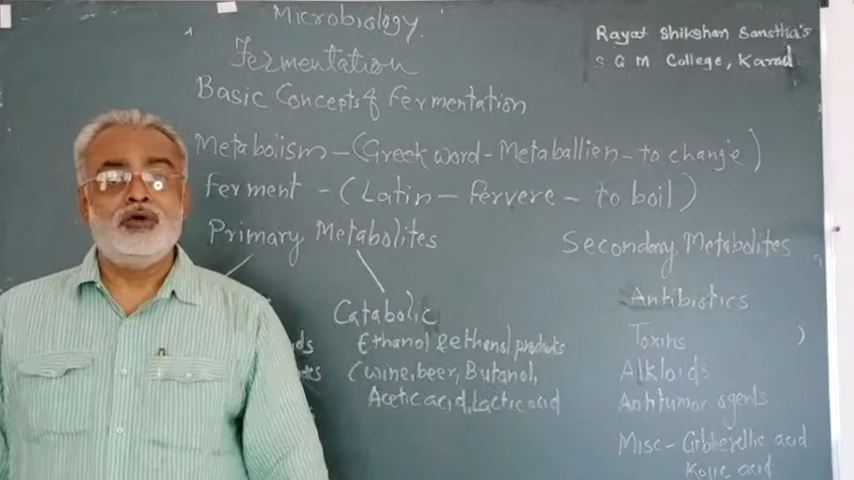 Microbiology
Rayat Shikshan Sanstha's
Fermentation
S G M College, Karad
Basic Concepts of Fermentation
Metabolism – (Greek word - Metaballien – to change)
Ferment – (Latin – Fervere – to boil)
Primary Metabolites
Secondary Metabolites
Catabolic
Ethanol & ethanol products
(wine, beer, Butanol,
Acetic acid, Lactic acid
Antibiotics
Toxins
Alkloids
Antitumor agents
Misc – Gibberellic acid
Kojic acid